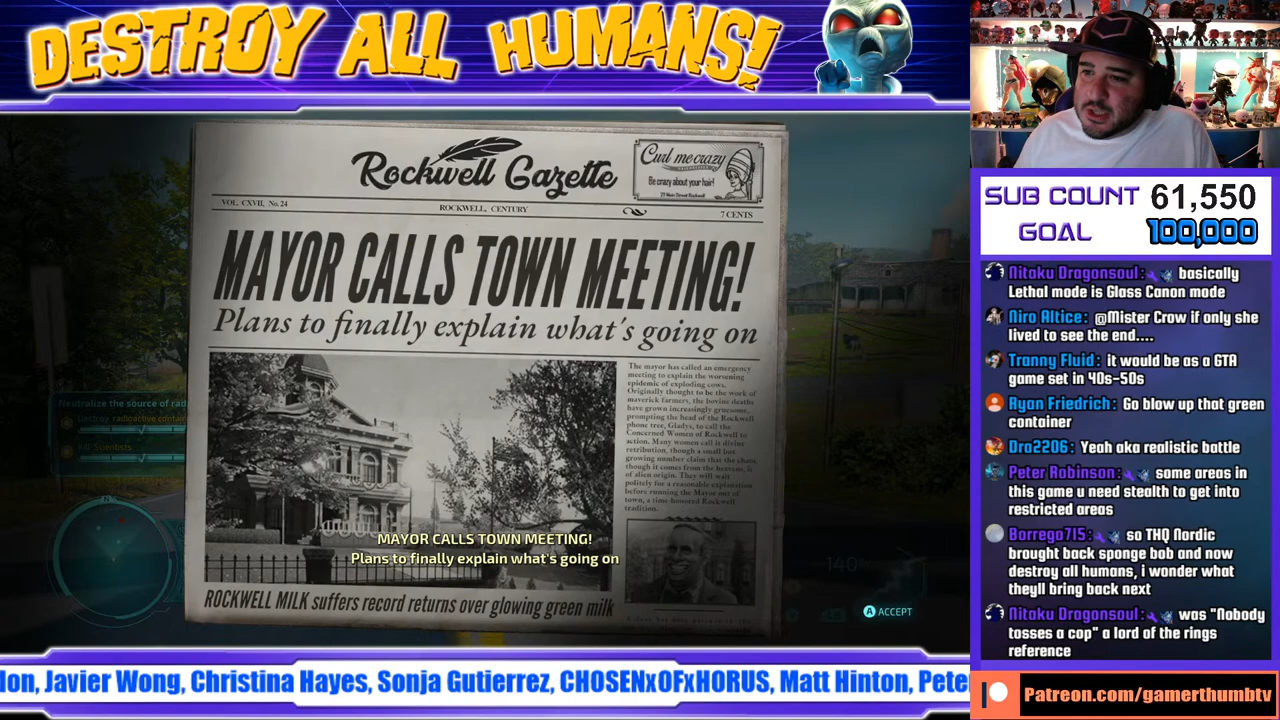 DESTROY ALL HUMANS!
Rockwell Gazette
Curl me crazy
Be crazy about your hair!
VOL. CXVII, No. 24
ROCKWELL, CENTURY
7 CENTS
MAYOR CALLS TOWN MEETING!
Plans to finally explain what's going on
The mayor has called an emergency
meeting to explain the worsening
epidemic of exploding cows.
Originally thought to be the work of
maverick farmers, the bovine deaths
have grown increasingly gruesome,
prompting the head of the Rockwell
phone tree, Gladys, to call the
Concerned Women of Rockwell to
action. Many women call it divine
retribution, though a small but
growing number claim that the chaos,
though it comes from the heavens, is
of alien origin. They will wait
politely for a reasonable explanation
before running the Mayor out of
town, a time-honored Rockwell
tradition.
MAYOR CALLS TOWN MEETING!
Plans to finally explain what's going on
ROCKWELL MILK suffers record returns over glowing green milk
Neutralize the source of rad
Destroy radioactive contain
Scientists
N
140
A ACCEPT
SUB COUNT 61,550
GOAL 100,000
Nitaku Dragonsoul: basically
Lethal mode is Glass Canon mode
Niro Altice: @Mister Crow if only she
lived to see the end....
Tranny Fluid: it would be as a GTA
game set in 40s-50s
Ryan Friedrich: Go blow up that green
container
Dra2206: Yeah aka realistic battle
Peter Robinson: some areas in
this game u need stealth to get into
restricted areas
Borrego715: so THQ Nordic
brought back sponge bob and now
destroy all humans, i wonder what
theyll bring back next
Nitaku Dragonsoul: was "Nobody
tosses a cop" a lord of the rings
reference
lon, Javier Wong, Christina Hayes, Sonja Gutierrez, CHOSENxOFxHORUS, Matt Hinton, Pete
Patreon.com/gamerthumbtv